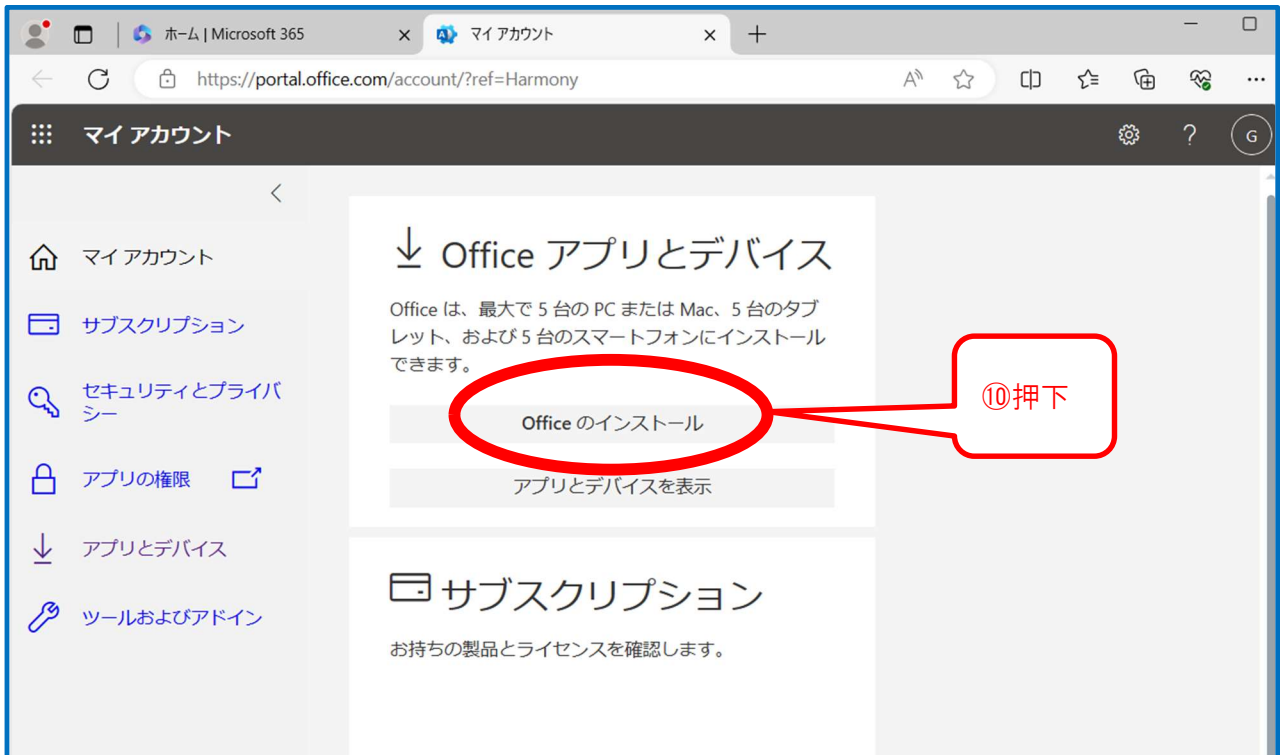 ホーム | Microsoft 365
マイ アカウント
https://portal.office.com/account/?ref=Harmony
マイ アカウント
G
マイ アカウント
サブスクリプション
セキュリティとプライバ
シー
アプリの権限
アプリとデバイス
ツールおよびアドイン
Office アプリとデバイス
Office は、最大で 5 台の PC または Mac、5 台のタブ
レット、および 5 台のスマートフォンにインストール
できます。
Office のインストール
⑩押下
アプリとデバイスを表示
サブスクリプション
お持ちの製品とライセンスを確認します。